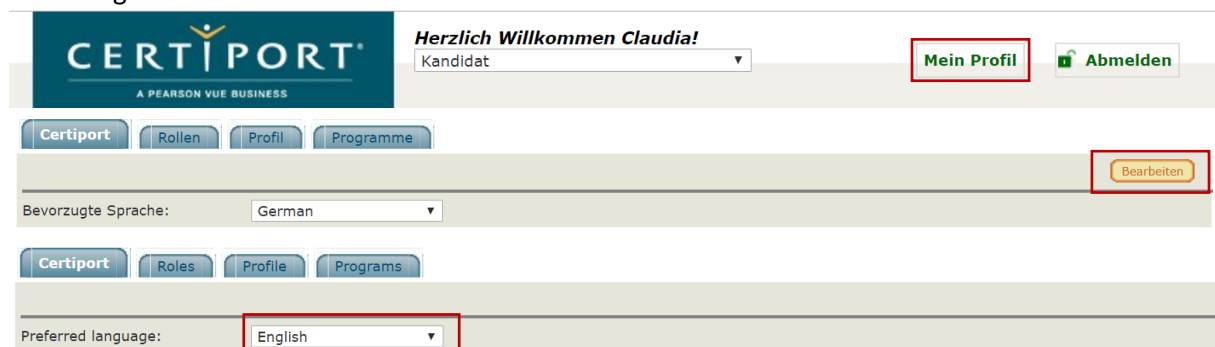 CERTIPORT
A PEARSON VUE BUSINESS
Herzlich Willkommen Claudia!
Kandidat
Mein Profil
Abmelden
Certiport Rollen Profil Programme
Bearbeiten
Bevorzugte Sprache: German
Certiport Roles Profile Programs
Preferred language: English